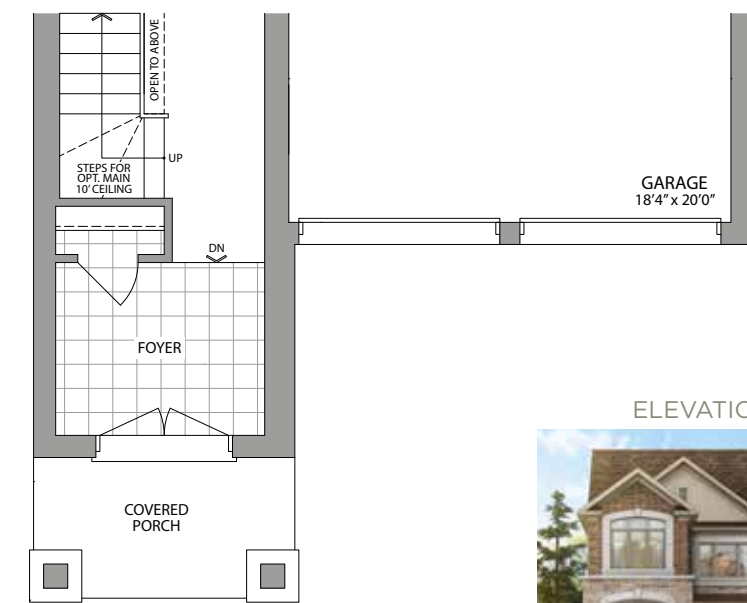 OPEN TO ABOVE
UP
STEPS FOR
OPT. MAIN
10' CEILING
GARAGE
18'4" x 20'0"
DN
FOYER
ELEVATIO
COVERED
PORCH